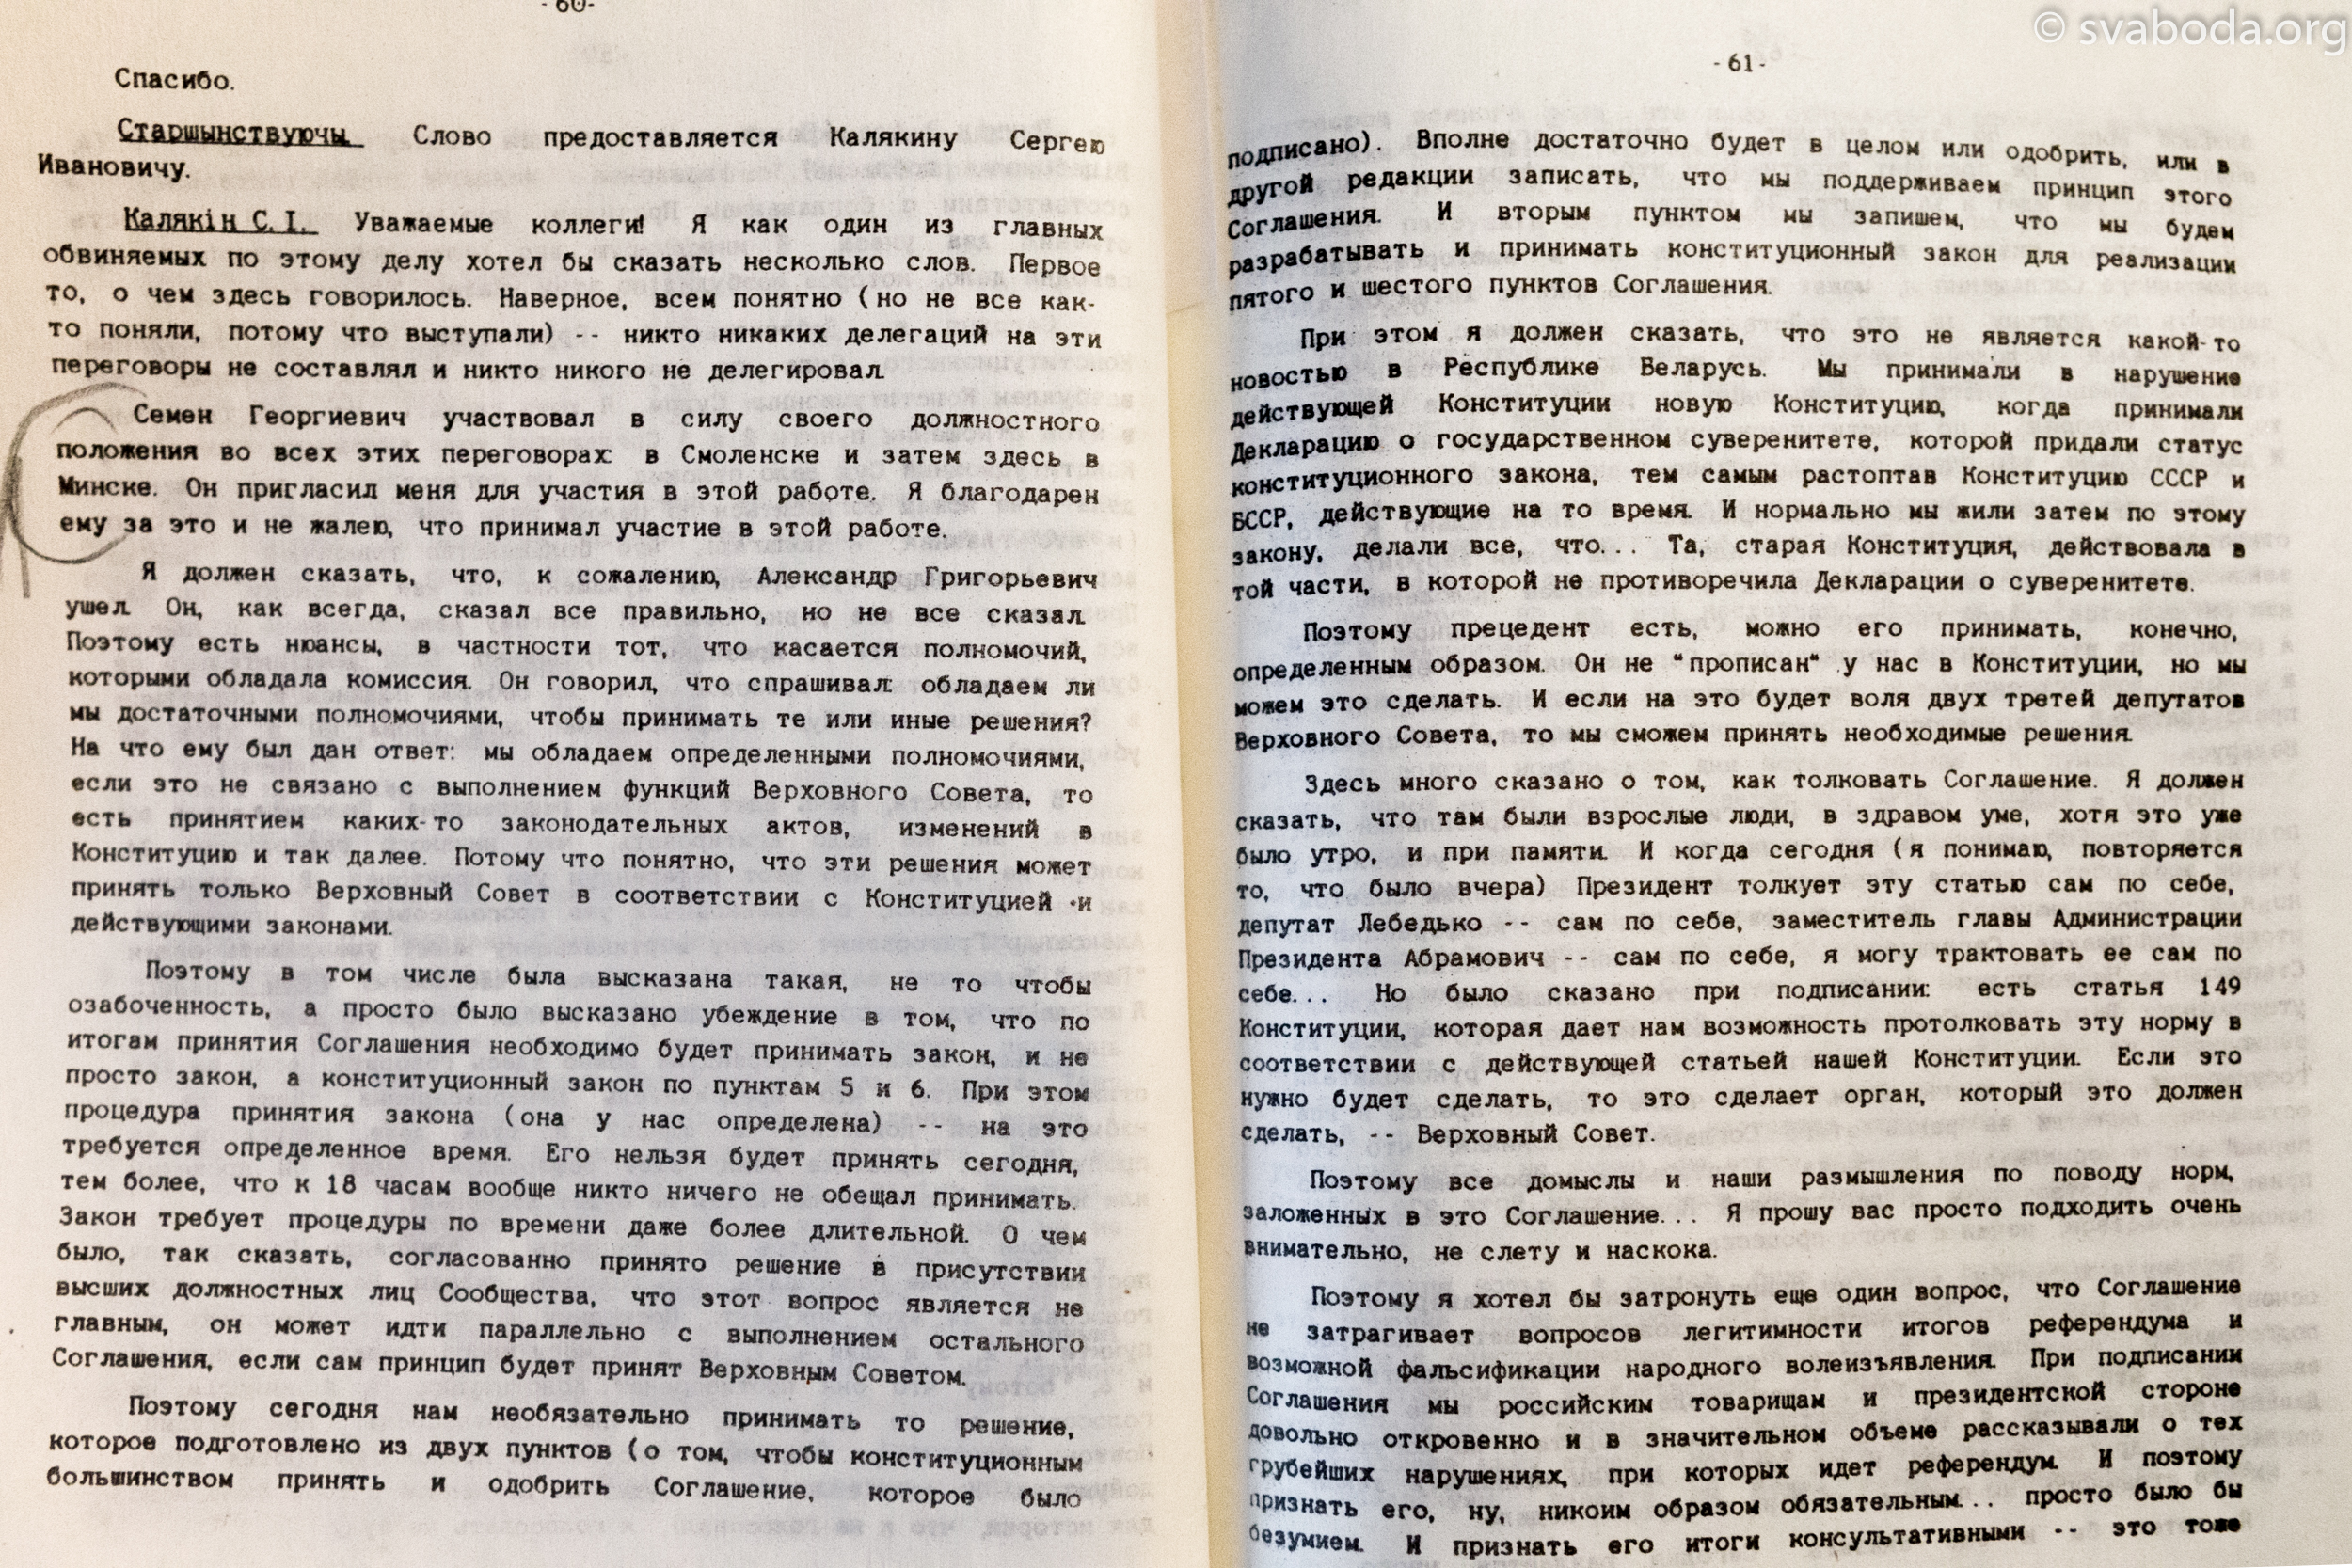 - 60 -
Спасибо.
Старшынствуючы. Слово предоставляется Калякину Сергею
Ивановичу.
Калякін С. І. Уважаемые коллеги! Я как один из главных
обвиняемых по этому делу хотел бы сказать несколько слов. Первое
то, о чем здесь говорилось. Наверное, всем понятно (но не все как-
то поняли, потому что выступали) -- никто никаких делегаций на эти
переговоры не составлял и никто никого не делегировал.
Семен Георгиевич участвовал в силу своего должностного
положения во всех этих переговорах: в Смоленске и затем здесь в
Минске. Он пригласил меня для участия в этой работе. Я благодарен
ему за это и не жалею, что принимал участие в этой работе.
Я должен сказать, что, к сожалению, Александр Григорьевич
ушел. Он, как всегда, сказал все правильно, но не все сказал.
Поэтому есть нюансы, в частности тот, что касается полномочий,
которыми обладала комиссия. Он говорил, что спрашивал: обладаем ли
мы достаточными полномочиями, чтобы принимать те или иные решения?
На что ему был дан ответ: мы обладаем определенными полномочиями,
если это не связано с выполнением функций Верховного Совета, то
есть принятием каких-то законодательных актов, изменений в
Конституцию и так далее. Потому что понятно, что эти решения может
принять только Верховный Совет в соответствии с Конституцией и
действующими законами.
Поэтому в том числе была высказана такая, не то чтобы
озабоченность, а просто было высказано убеждение в том, что по
итогам принятия Соглашения необходимо будет принимать закон, и не
просто закон, а конституционный закон по пунктам 5 и 6. При этом
процедура принятия закона (она у нас определена) -- на это
требуется определенное время. Его нельзя будет принять сегодня,
тем более, что к 18 часам вообще никто ничего не обещал принимать.
Закон требует процедуры по времени даже более длительной. О чем
было, так сказать, согласованно принято решение в присутствии
высших должностных лиц Сообщества, что этот вопрос является не
главным, он может идти параллельно с выполнением остального
Соглашения, если сам принцип будет принят Верховным Советом.
Поэтому сегодня нам необязательно принимать то решение,
которое подготовлено из двух пунктов (о том, чтобы конституционным
большинством принять и одобрить Соглашение, которое было
© svaboda.org
- 61 -
подписано). Вполне достаточно будет в целом или одобрить, или в
другой редакции записать, что мы поддерживаем принцип этого
Соглашения. И вторым пунктом мы запишем, что мы будем
разрабатывать и принимать конституционный закон для реализации
пятого и шестого пунктов Соглашения.
При этом я должен сказать, что это не является какой-то
новостью в Республике Беларусь. Мы принимали в нарушение
действующей Конституции новую Конституцию, когда принимали
Декларацию о государственном суверенитете, которой придали статус
конституционного закона, тем самым растоптав Конституцию СССР и
БССР, действующие на то время. И нормально мы жили затем по этому
закону, делали все, что... Та, старая Конституция, действовала в
той части, в которой не противоречила Декларации о суверенитете.
Поэтому прецедент есть, можно его принимать, конечно,
определенным образом. Он не "прописан" у нас в Конституции, но мы
можем это сделать. И если на это будет воля двух третей депутатов
Верховного Совета, то мы сможем принять необходимые решения.
Здесь много сказано о том, как толковать Соглашение. Я должен
сказать, что там были взрослые люди, в здравом уме, хотя это уже
было утро, и при памяти. И когда сегодня (я понимаю, повторяется
то, что было вчера) Президент толкует эту статью сам по себе,
депутат Лебедько -- сам по себе, заместитель главы Администрации
Президента Абрамович -- сам по себе, я могу трактовать ее сам по
себе... Но было сказано при подписании: есть статья 149
Конституции, которая дает нам возможность протолковать эту норму в
соответствии с действующей статьей нашей Конституции. Если это
нужно будет сделать, то это сделает орган, который это должен
сделать, -- Верховный Совет.
Поэтому все домыслы и наши размышления по поводу норм,
заложенных в это Соглашение... Я прошу вас просто подходить очень
внимательно, не слету и наскока.
Поэтому я хотел бы затронуть еще один вопрос, что Соглашение
не затрагивает вопросов легитимности итогов референдума и
возможной фальсификации народного волеизъявления. При подписании
Соглашения мы российским товарищам и президентской стороне
довольно откровенно и в значительном объеме рассказывали о тех
грубейших нарушениях, при которых идет референдум. И поэтому
признать его, ну, никоим образом обязательным... просто было бы
безумием. И признать его итоги консультативными -- это тоже